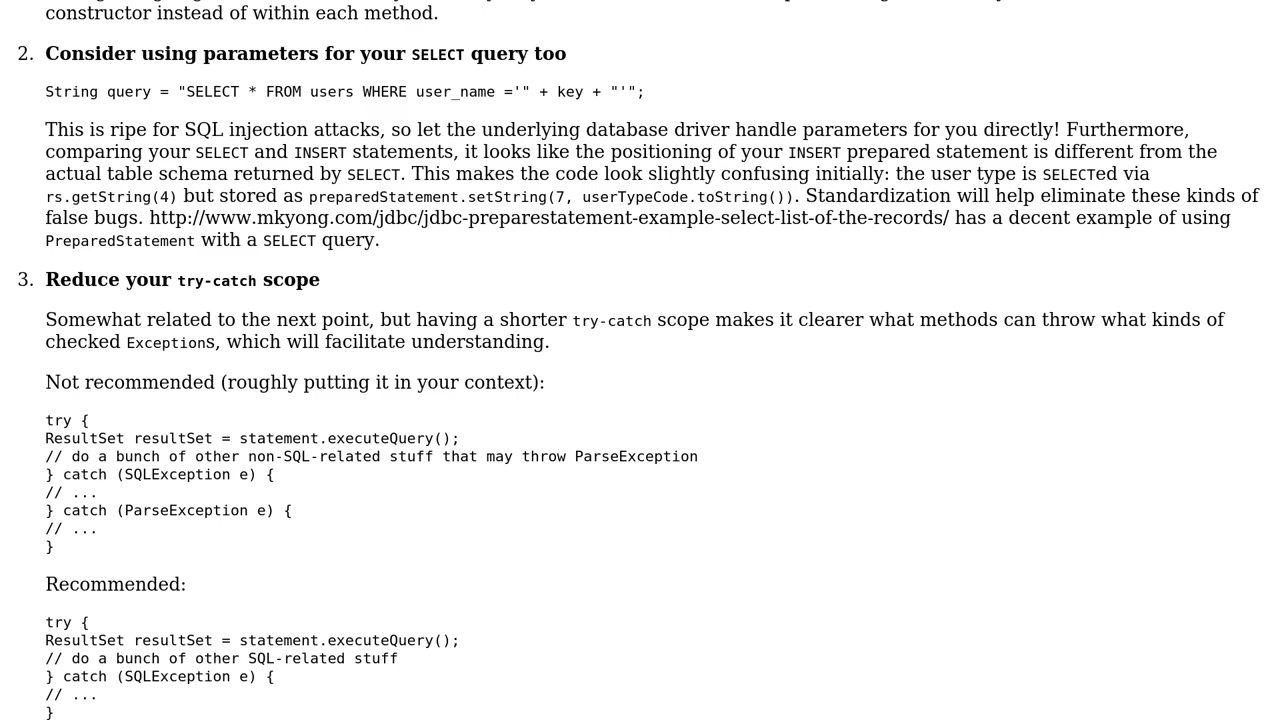 constructor instead of within each method.
2. Consider using parameters for your SELECT query too
String query = "SELECT * FROM users WHERE user_name ='" + key + "'";
This is ripe for SQL injection attacks, so let the underlying database driver handle parameters for you directly! Furthermore,
comparing your SELECT and INSERT statements, it looks like the positioning of your INSERT prepared statement is different from the
actual table schema returned by SELECT. This makes the code look slightly confusing initially: the user type is SELECTed via
rs.getString(4) but stored as preparedStatement.setString(7, userTypeCode.toString()). Standardization will help eliminate these kinds of
false bugs. http://www.mkyong.com/jdbc/jdbc-preparestatement-example-select-list-of-the-records/ has a decent example of using
PreparedStatement with a SELECT query.
3. Reduce your try-catch scope
Somewhat related to the next point, but having a shorter try-catch scope makes it clearer what methods can throw what kinds of
checked Exceptions, which will facilitate understanding.
Not recommended (roughly putting it in your context):
try {
ResultSet resultSet = statement.executeQuery();
// do a bunch of other non-SQL-related stuff that may throw ParseException
} catch (SQLException e) {
// ...
} catch (ParseException e) {
// ...
}
Recommended:
try {
ResultSet resultSet = statement.executeQuery();
// do a bunch of other SQL-related stuff
} catch (SQLException e) {
// ...
}